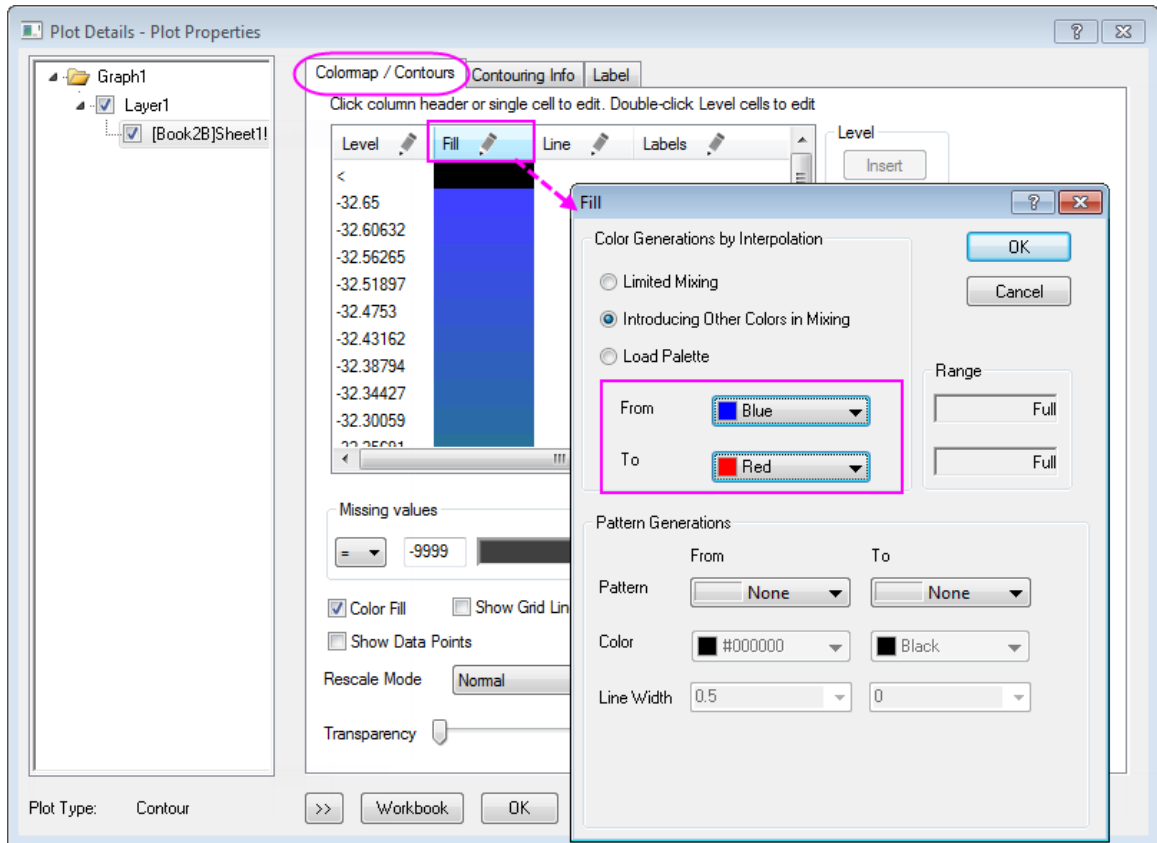 Plot Details - Plot Properties
Graph1
Layer1
[Book2B]Sheet1!
Colormap / Contours
Contouring Info
Label
Click column header or single cell to edit. Double-click Level cells to edit
Level
Fill
Line
Labels
Level
Insert
<
-32.65
-32.60632
-32.56265
-32.51897
-32.4753
-32.43162
-32.38794
-32.34427
-32.30059
Missing values
=
-9999
Color Fill
Show Grid Lin
Show Data Points
Rescale Mode
Normal
Transparency
Plot Type:
Contour
>>
Workbook
OK
Fill
Color Generations by Interpolation
OK
Limited Mixing
Cancel
Introducing Other Colors in Mixing
Load Palette
Range
From
Blue
Full
To
Red
Full
Pattern Generations
From
To
Pattern
None
None
Color
#000000
Black
Line Width
0.5
0